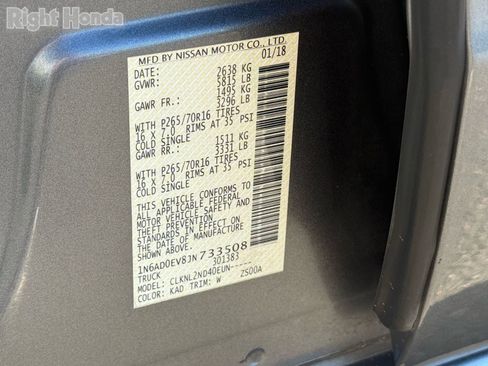 Right Honda
MFD BY NISSAN MOTOR CO., LTD.
DATE: 01/18
GVWR: 2638 KG
5815 LB
GAWR FR.: 1495 KG
3296 LB
WITH P265/70R16 TIRES
16 X 7.0 RIMS AT 35 PSI
COLD SINGLE
GAWR RR.: 1511 KG
3331 LB
WITH P265/70R16 TIRES
16 X 7.0 RIMS AT 35 PSI
COLD SINGLE
THIS VEHICLE CONFORMS TO
ALL APPLICABLE FEDERAL
MOTOR VEHICLE SAFETY
STANDARDS IN EFFECT ON
THE DATE OF MANUFACTURE
SHOWN ABOVE
1N6AD0EV8JN733508
TRUCK 301383
MODEL: CLKNL2ND40EUN-----
COLOR: KAD TRIM: W ZS00A